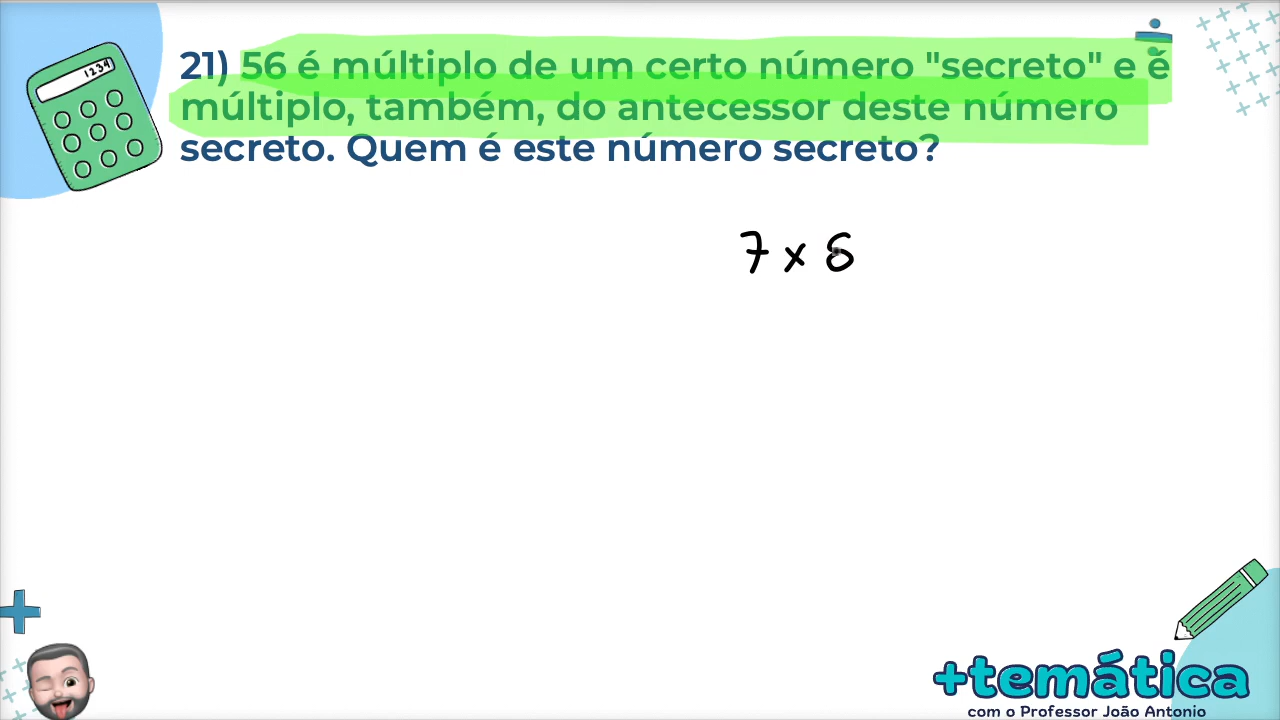 21) 56 é múltiplo de um certo número "secreto" e é
múltiplo, também, do antecessor deste número
secreto. Quem é este número secreto?
1234
7 x 8
+temática
com o Professor João Antonio